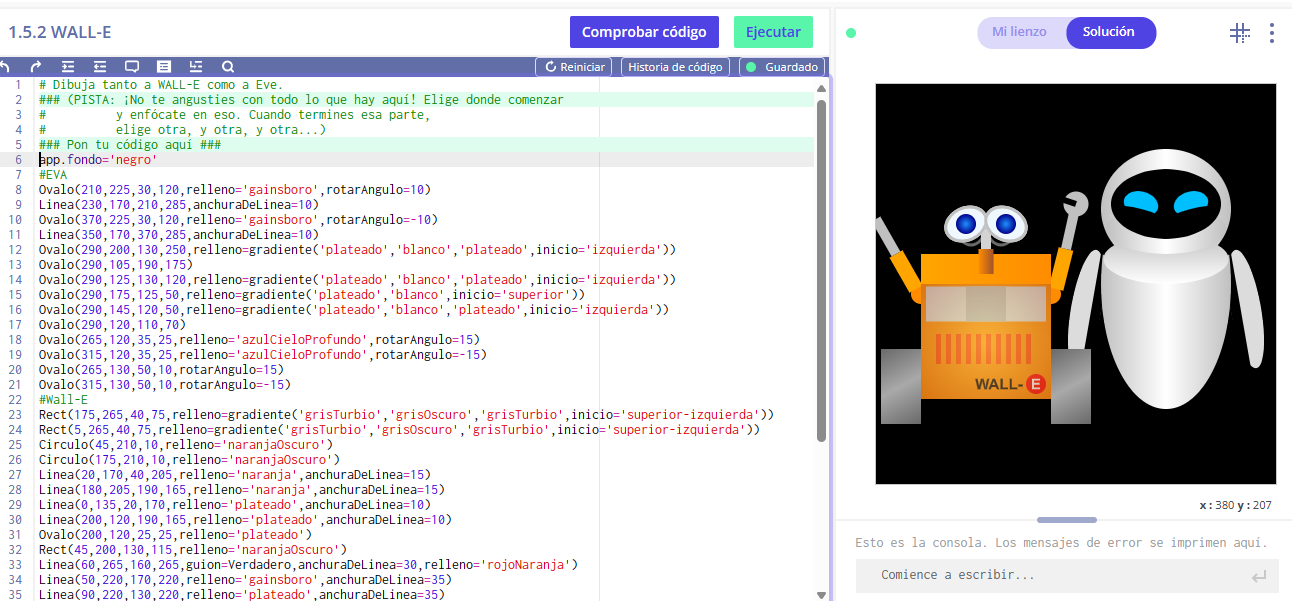 1.5.2 WALL-E
Comprobar código
Ejecutar
Mi lienzo
Solución
Reiniciar
Historia de código
Guardado
1 # Dibuja tanto a WALL-E como a Eve.
2 ### (PISTA: ¡No te angusties con todo lo que hay aquí! Elige donde comenzar
3 #         y enfócate en eso. Cuando termines esa parte,
4 #         elige otra, y otra, y otra...)
5 ### Pon tu código aquí ###
6 app.fondo='negro'
7 #EVA
8 Ovalo(210,225,30,120,relleno='gainsboro',rotarAngulo=10)
9 Linea(230,170,210,285,anchuraDeLinea=10)
10 Ovalo(370,225,30,120,relleno='gainsboro',rotarAngulo=-10)
11 Linea(350,170,370,285,anchuraDeLinea=10)
12 Ovalo(290,200,130,250,relleno=gradiente('plateado','blanco','plateado',inicio='izquierda'))
13 Ovalo(290,105,190,175)
14 Ovalo(290,125,130,120,relleno=gradiente('plateado','blanco','plateado',inicio='izquierda'))
15 Ovalo(290,175,125,50,relleno=gradiente('plateado','blanco',inicio='superior'))
16 Ovalo(290,145,120,50,relleno=gradiente('plateado','blanco','plateado',inicio='izquierda'))
17 Ovalo(290,120,110,70)
18 Ovalo(265,120,35,25,relleno='azulCieloProfundo',rotarAngulo=15)
19 Ovalo(315,120,35,25,relleno='azulCieloProfundo',rotarAngulo=-15)
20 Ovalo(265,130,50,10,rotarAngulo=15)
21 Ovalo(315,130,50,10,rotarAngulo=-15)
22 #Wall-E
23 Rect(175,265,40,75,relleno=gradiente('grisTurbio','grisOscuro','grisTurbio',inicio='superior-izquierda'))
24 Rect(5,265,40,75,relleno=gradiente('grisTurbio','grisOscuro','grisTurbio',inicio='superior-izquierda'))
25 Circulo(45,210,10,relleno='naranjaOscuro')
26 Circulo(175,210,10,relleno='naranjaOscuro')
27 Linea(20,170,40,205,relleno='naranja',anchuraDeLinea=15)
28 Linea(180,205,190,165,relleno='naranja',anchuraDeLinea=15)
29 Linea(0,135,20,170,relleno='plateado',anchuraDeLinea=10)
30 Linea(200,120,190,165,relleno='plateado',anchuraDeLinea=10)
31 Ovalo(200,120,25,25,relleno='plateado')
32 Rect(45,200,130,115,relleno='naranjaOscuro')
33 Linea(60,265,160,265,guion=Verdadero,anchuraDeLinea=30,relleno='rojoNaranja')
34 Linea(50,220,170,220,relleno='gainsboro',anchuraDeLinea=35)
35 Linea(90,220,130,220,relleno='plateado',anchuraDeLinea=35)
WALL-E
x: 380 y: 207
Esto es la consola. Los mensajes de error se imprimen aquí.
Comience a escribir...